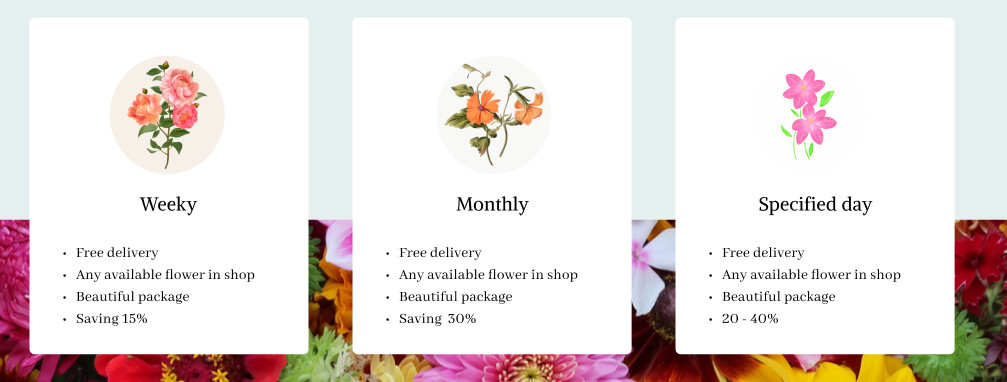 Weeky
• Free delivery
• Any available flower in shop
• Beautiful package
• Saving 15%
Monthly
• Free delivery
• Any available flower in shop
• Beautiful package
• Saving 30%
Specified day
• Free delivery
• Any available flower in shop
• Beautiful package
• 20 - 40%